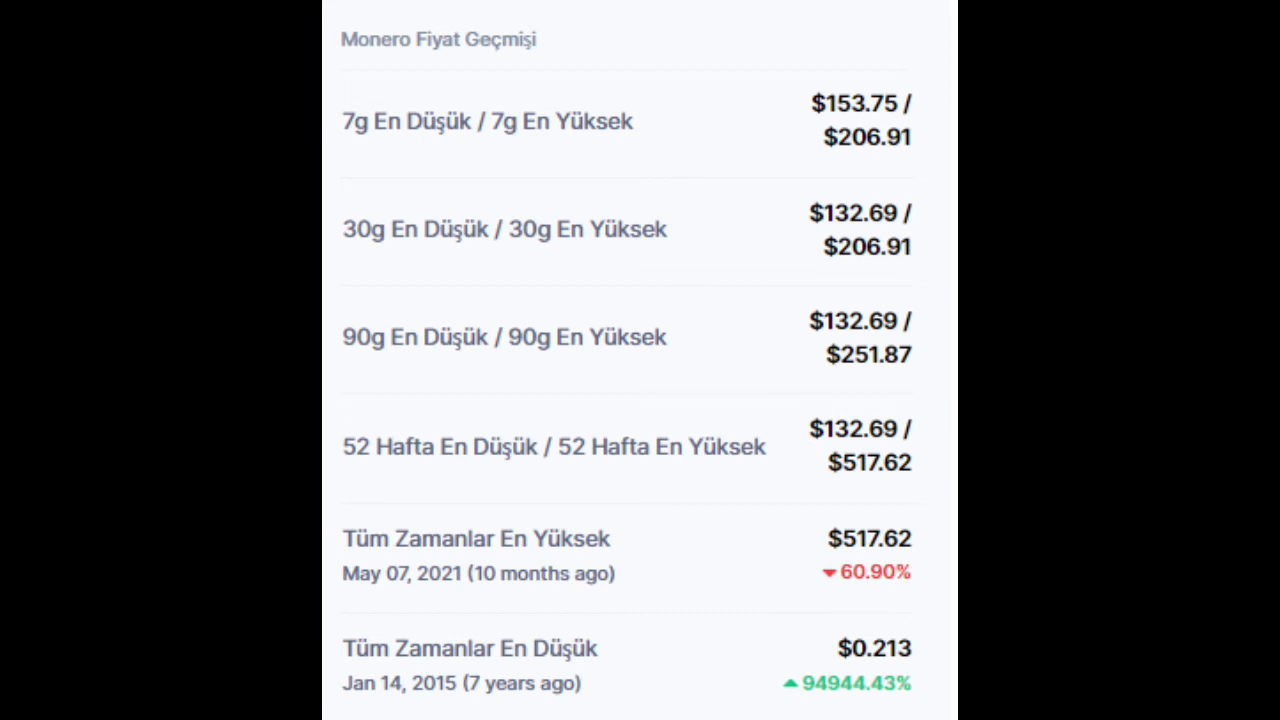 Monero Fiyat Geçmişi
7g En Düşük / 7g En Yüksek
$153.75 /
$206.91
30g En Düşük / 30g En Yüksek
$132.69 /
$206.91
90g En Düşük / 90g En Yüksek
$132.69 /
$251.87
52 Hafta En Düşük / 52 Hafta En Yüksek
$132.69 /
$517.62
Tüm Zamanlar En Yüksek
$517.62
May 07, 2021 (10 months ago)
60.90%
Tüm Zamanlar En Düşük
$0.213
Jan 14, 2015 (7 years ago)
94944.43%